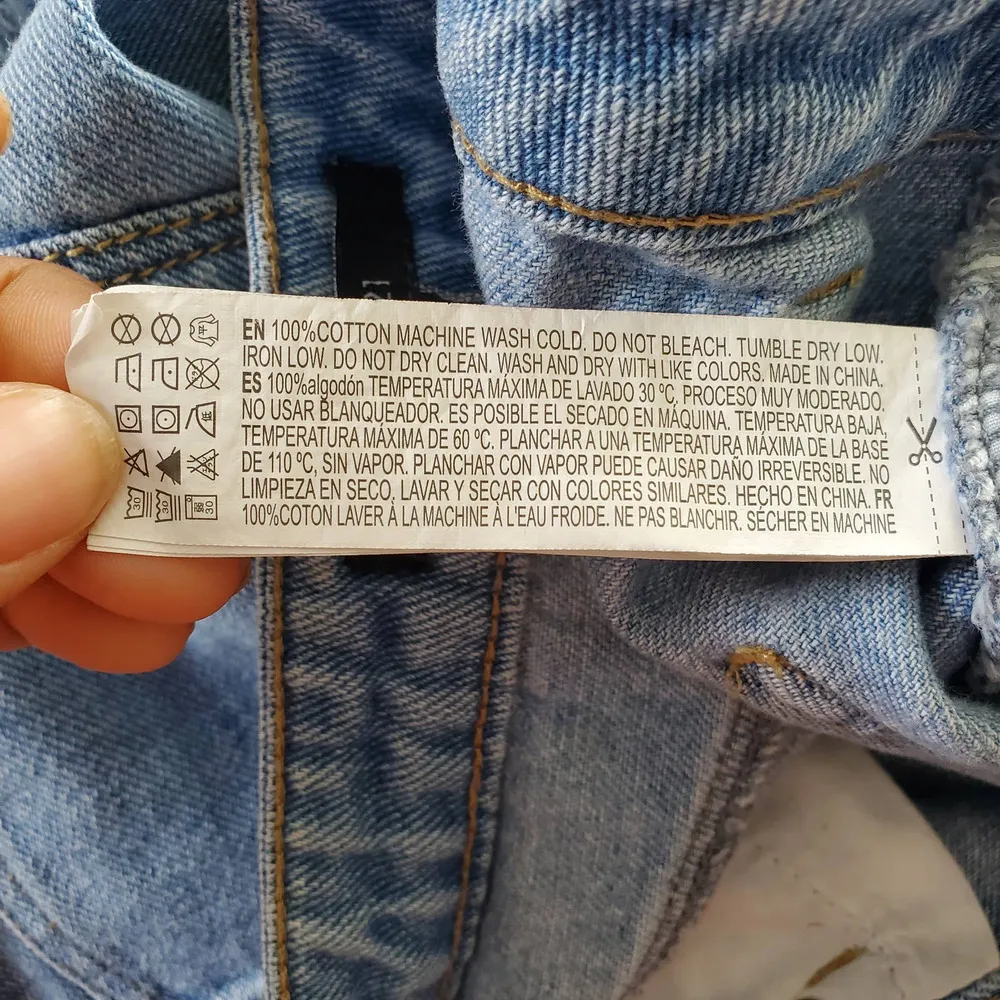 EN 100%COTTON MACHINE WASH COLD. DO NOT BLEACH. TUMBLE DRY LOW.
IRON LOW. DO NOT DRY CLEAN. WASH AND DRY WITH LIKE COLORS. MADE IN CHINA.
ES 100%algodón TEMPERATURA MÁXIMA DE LAVADO 30 ºC, PROCESO MUY MODERADO,
NO USAR BLANQUEADOR. ES POSIBLE EL SECADO EN MÁQUINA. TEMPERATURA BAJA,
TEMPERATURA MÁXIMA DE 60 ºC. PLANCHAR A UNA TEMPERATURA MÁXIMA DE LA BASE
DE 110 ºC, SIN VAPOR. PLANCHAR CON VAPOR PUEDE CAUSAR DAÑO IRREVERSIBLE. NO
LIMPIEZA EN SECO, LAVAR Y SECAR CON COLORES SIMILARES. HECHO EN CHINA. FR
100%COTON LAVER À LA MACHINE À L'EAU FROIDE. NE PAS BLANCHIR. SÉCHER EN MACHINE
30 30 30